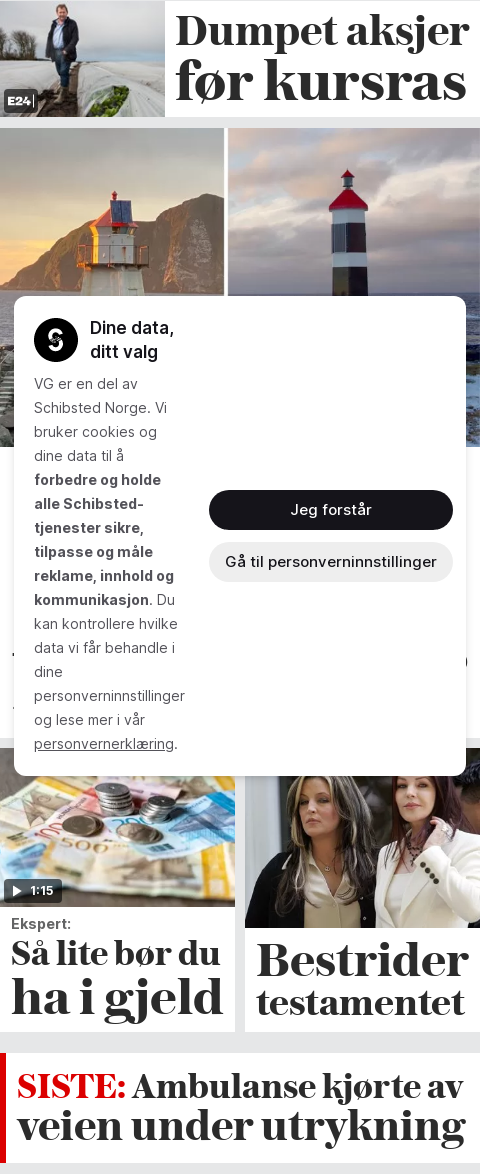 Dumpet aksjer
før kursras
E24
Dine data,
ditt valg
VG er en del av
Schibsted Norge. Vi
bruker cookies og
dine data til å
forbedre og holde
alle Schibsted-
tjenester sikre,
tilpasse og måle
reklame, innhold og
kommunikasjon. Du
kan kontrollere hvilke
data vi får behandle i
dine
personverninnstillinger
og lese mer i vår
personvernerklæring.
Jeg forstår
Gå til personverninnstillinger
1:15
Ekspert:
Så lite bør du
ha i gjeld
Bestrider
testamentet
SISTE: Ambulanse kjørte av
veien under utrykning